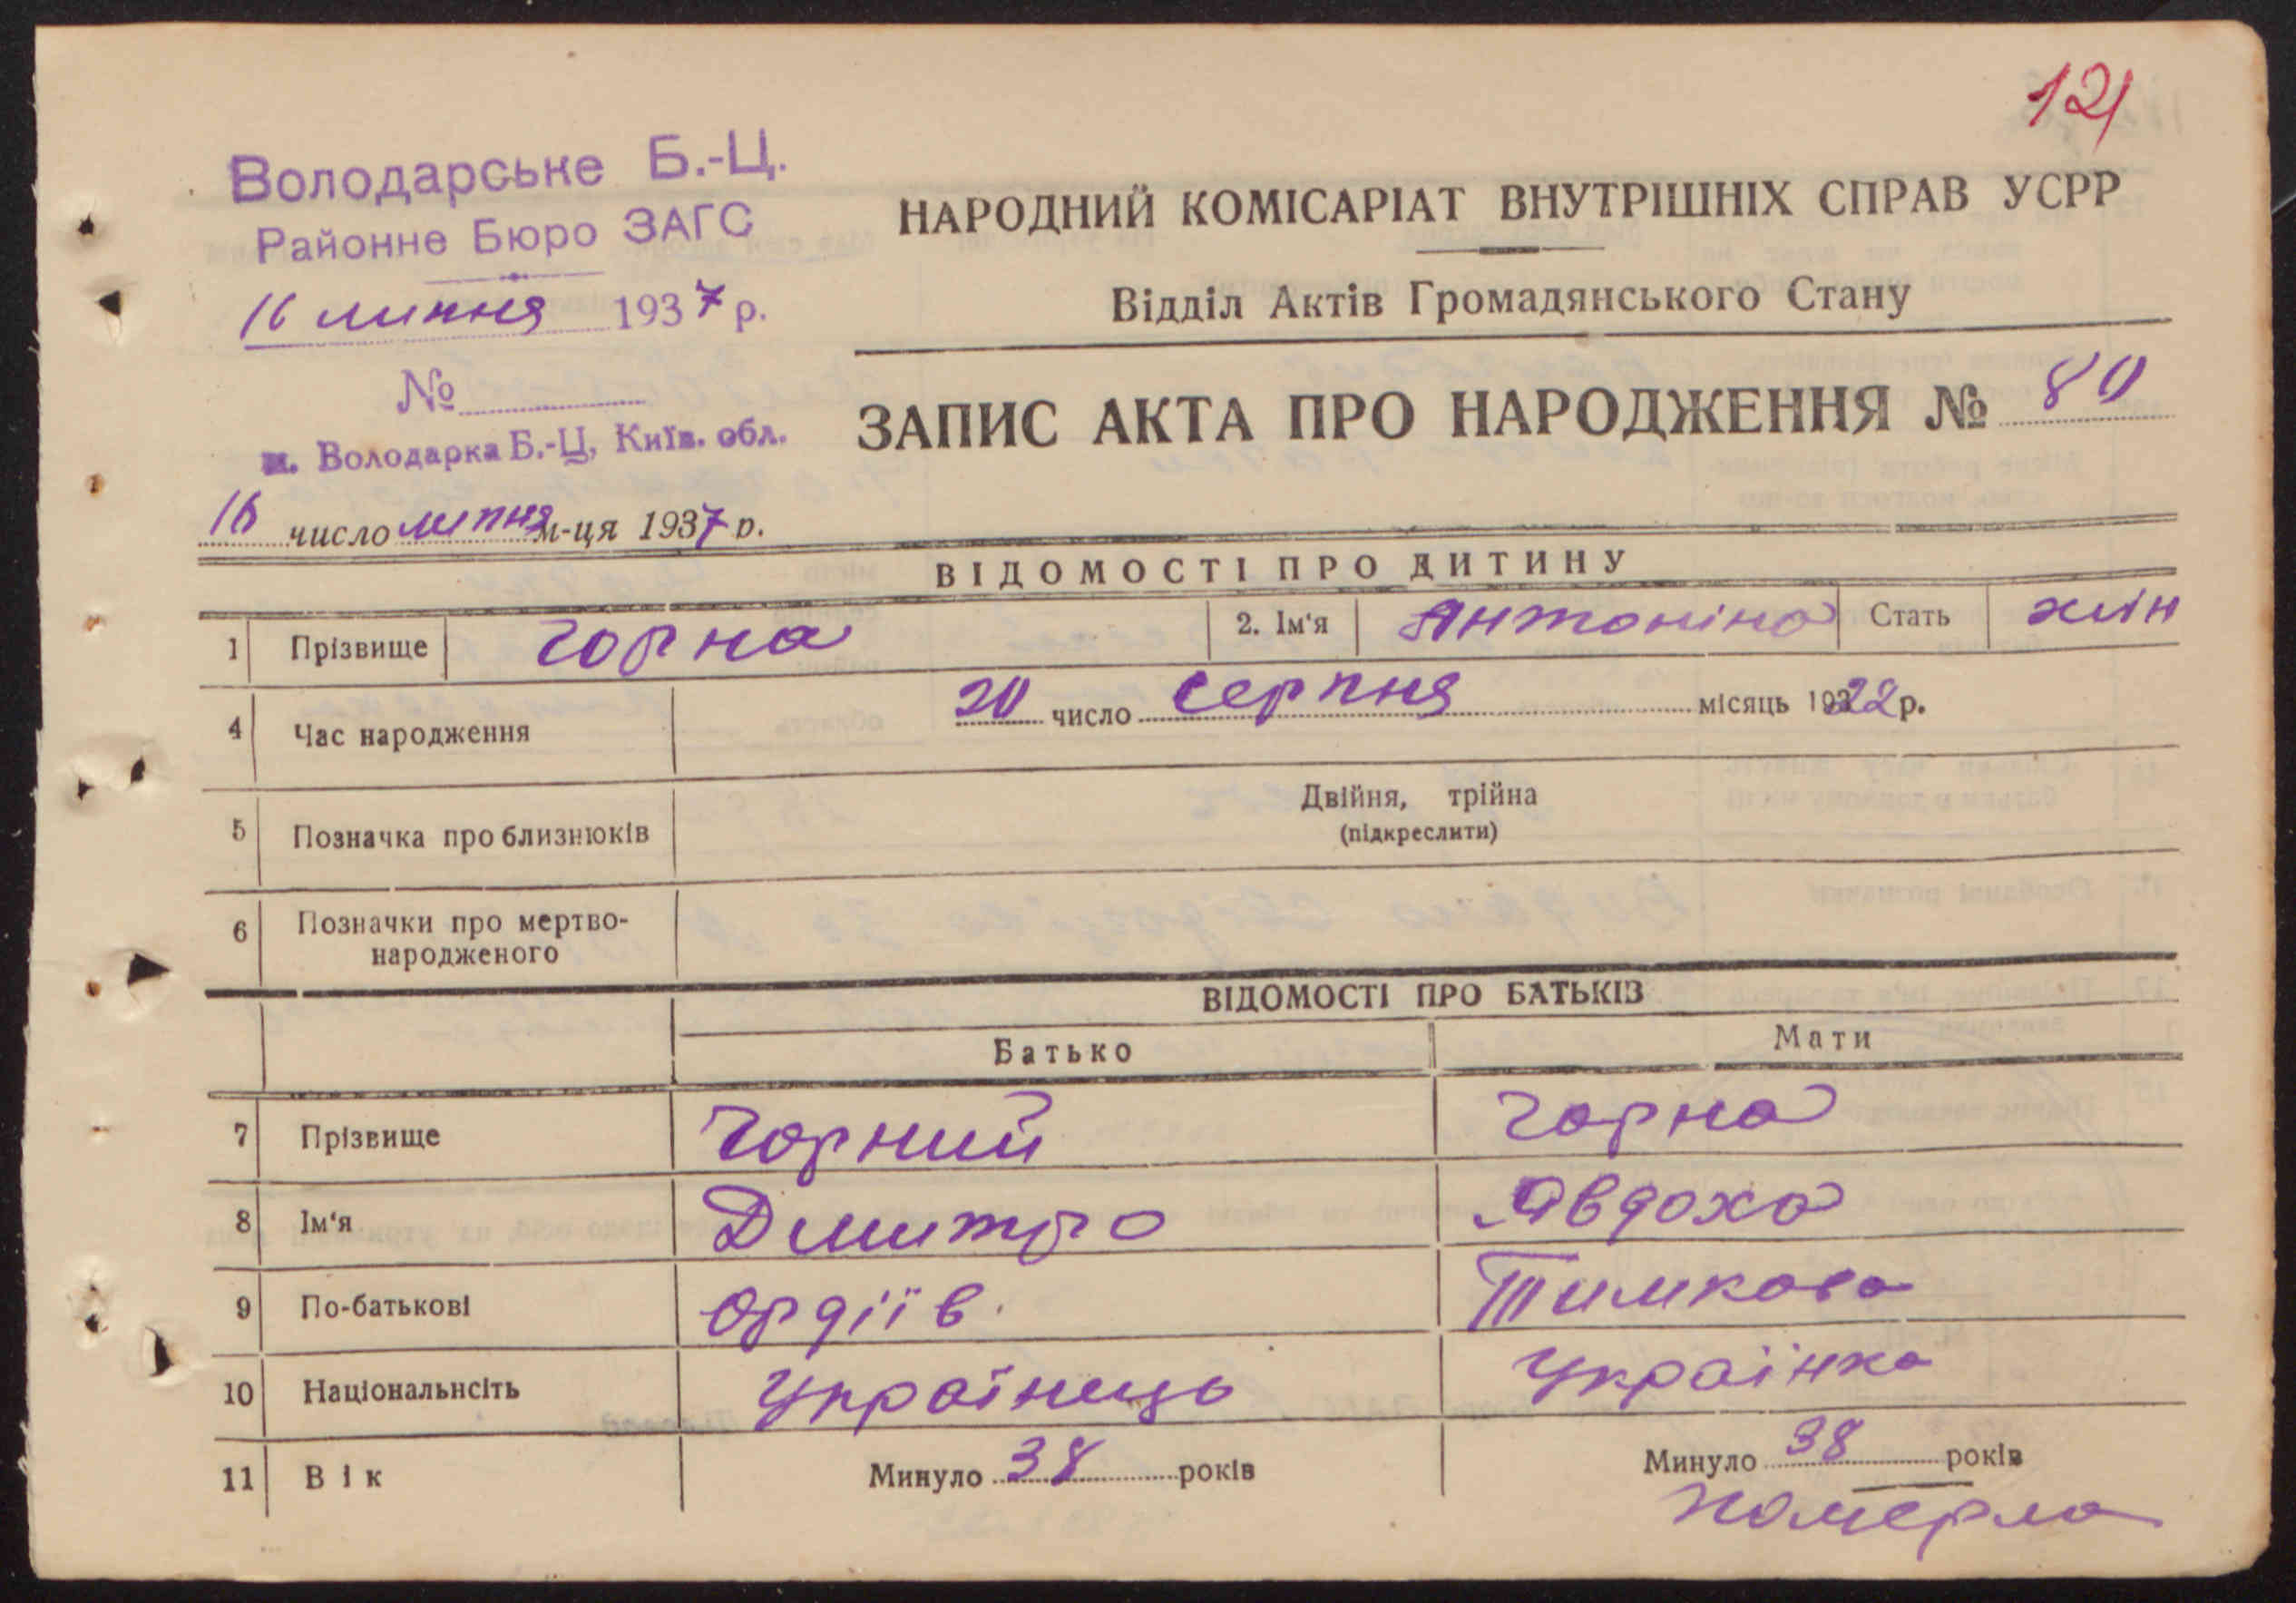 121
Володарське Б.-Ц.
Районне Бюро ЗАГС
16 липня 1937 р.
№
м. Володарка Б.-Ц, Київ. обл.
16 число липня м-ця 1937 р.
НАРОДНИЙ КОМІСАРІАТ ВНУТРІШНІХ СПРАВ УСРР
Відділ Актів Громадянського Стану
ЗАПИС АКТА ПРО НАРОДЖЕННЯ № 80
ВІДОМОСТІ ПРО ДИТИНУ
1 Прізвище Чорна 2. Ім'я Антоніна Стать жін
4 Час народження 20 число серпня місяць 1922 р.
5 Позначка про близнюків Двійня, трійна
(підкреслити)
6 Позначки про мертво-
народженого
ВІДОМОСТІ ПРО БАТЬКІВ
Батько Мати
7 Прізвище Чорний Чорна
8 Ім'я Дмитро Явдоха
9 По-батькові Ордіїв Тимкова
10 Національнсіть Українець Українка
11 Вік Минуло 38 років Минуло 38 років
померла